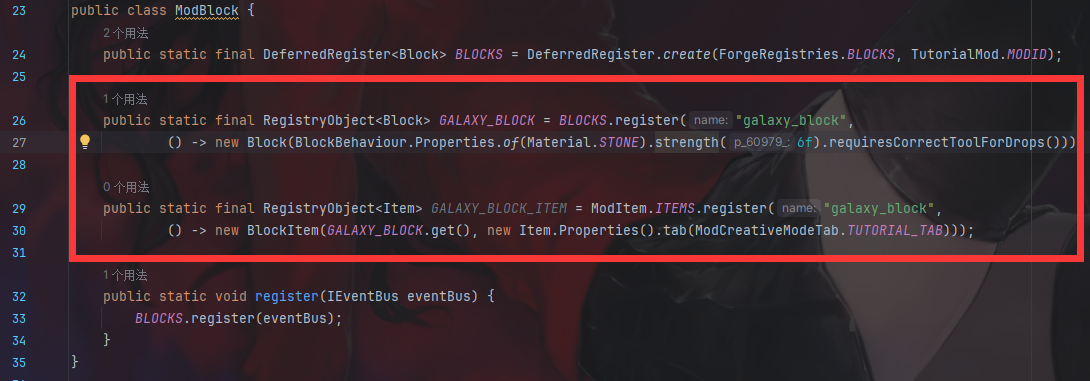 23 public class ModBlock {
2 个用法
24 public static final DeferredRegister<Block> BLOCKS = DeferredRegister.create(ForgeRegistries.BLOCKS, TutorialMod.MODID);
25
1 个用法
26 public static final RegistryObject<Block> GALAXY_BLOCK = BLOCKS.register( name: "galaxy_block",
27 () -> new Block(BlockBehaviour.Properties.of(Material.STONE).strength( p_60979_: 6f).requiresCorrectToolForDrops()))
28
0 个用法
29 public static final RegistryObject<Item> GALAXY_BLOCK_ITEM = ModItem.ITEMS.register( name: "galaxy_block",
30 () -> new BlockItem(GALAXY_BLOCK.get(), new Item.Properties().tab(ModCreativeModeTab.TUTORIAL_TAB)));
31
1 个用法
32 public static void register(IEventBus eventBus) {
33 BLOCKS.register(eventBus);
34 }
35 }